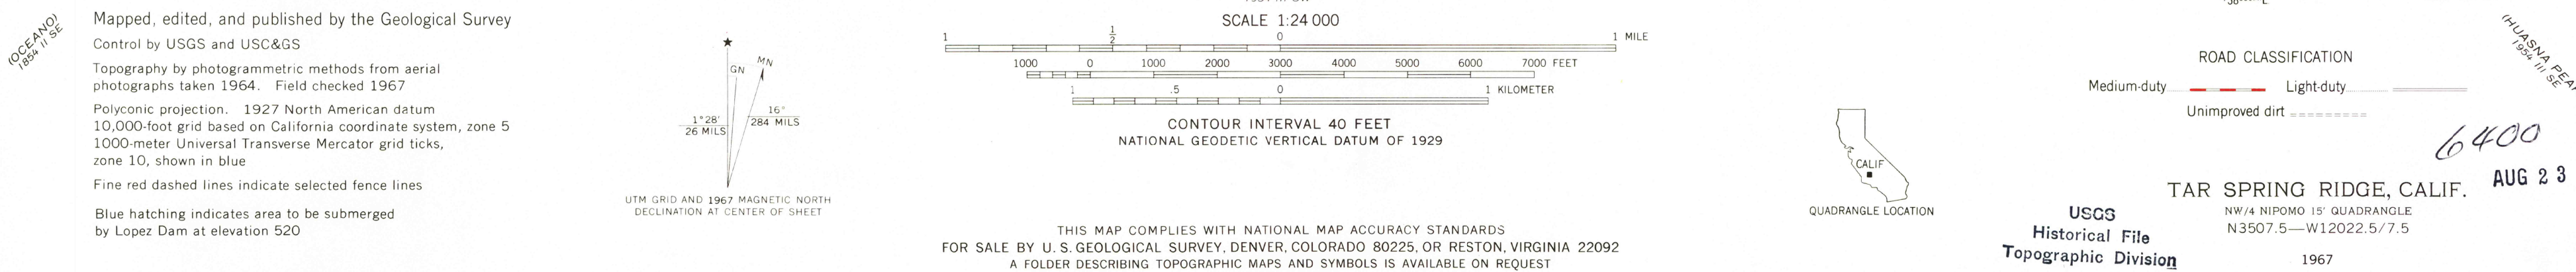 (OCEANO)
1854 II SE
Mapped, edited, and published by the Geological Survey
Control by USGS and USC&GS
Topography by photogrammetric methods from aerial
photographs taken 1964. Field checked 1967
Polyconic projection. 1927 North American datum
10,000-foot grid based on California coordinate system, zone 5
1000-meter Universal Transverse Mercator grid ticks,
zone 10, shown in blue
Fine red dashed lines indicate selected fence lines
Blue hatching indicates area to be submerged
by Lopez Dam at elevation 520
GN
MN
1°28′
26 MILS
16°
284 MILS
UTM GRID AND 1967 MAGNETIC NORTH
DECLINATION AT CENTER OF SHEET
SCALE 1:24 000
1 ½ 0 1 MILE
1000 0 1000 2000 3000 4000 5000 6000 7000 FEET
1 .5 0 1 KILOMETER
CONTOUR INTERVAL 40 FEET
NATIONAL GEODETIC VERTICAL DATUM OF 1929
THIS MAP COMPLIES WITH NATIONAL MAP ACCURACY STANDARDS
FOR SALE BY U. S. GEOLOGICAL SURVEY, DENVER, COLORADO 80225, OR RESTON, VIRGINIA 22092
A FOLDER DESCRIBING TOPOGRAPHIC MAPS AND SYMBOLS IS AVAILABLE ON REQUEST
CALIF
QUADRANGLE LOCATION
ROAD CLASSIFICATION
Medium-duty Light-duty
Unimproved dirt
(HUASNA PEA
1954 III SE
6400
AUG 23
TAR SPRING RIDGE, CALIF.
NW/4 NIPOMO 15′ QUADRANGLE
N3507.5—W12022.5/7.5
1967
USGS
Historical File
Topographic Division